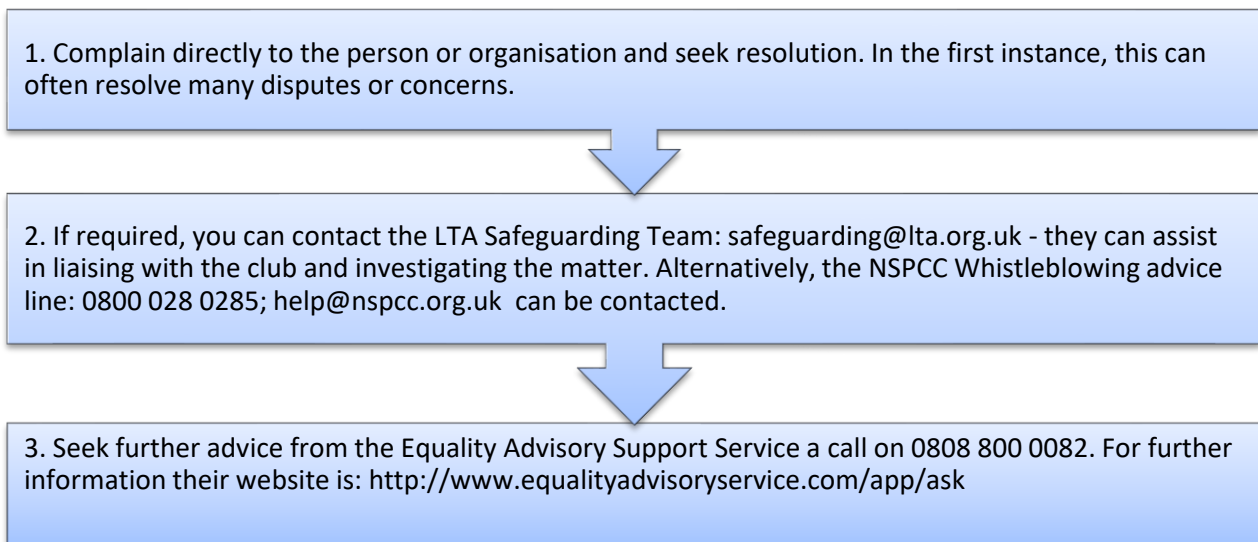 1. Complain directly to the person or organisation and seek resolution. In the first instance, this can
often resolve many disputes or concerns.
2. If required, you can contact the LTA Safeguarding Team: safeguarding@lta.org.uk - they can assist
in liaising with the club and investigating the matter. Alternatively, the NSPCC Whistleblowing advice
line: 0800 028 0285; help@nspcc.org.uk  can be contacted.
3. Seek further advice from the Equality Advisory Support Service a call on 0808 800 0082. For further
information their website is: http://www.equalityadvisoryservice.com/app/ask